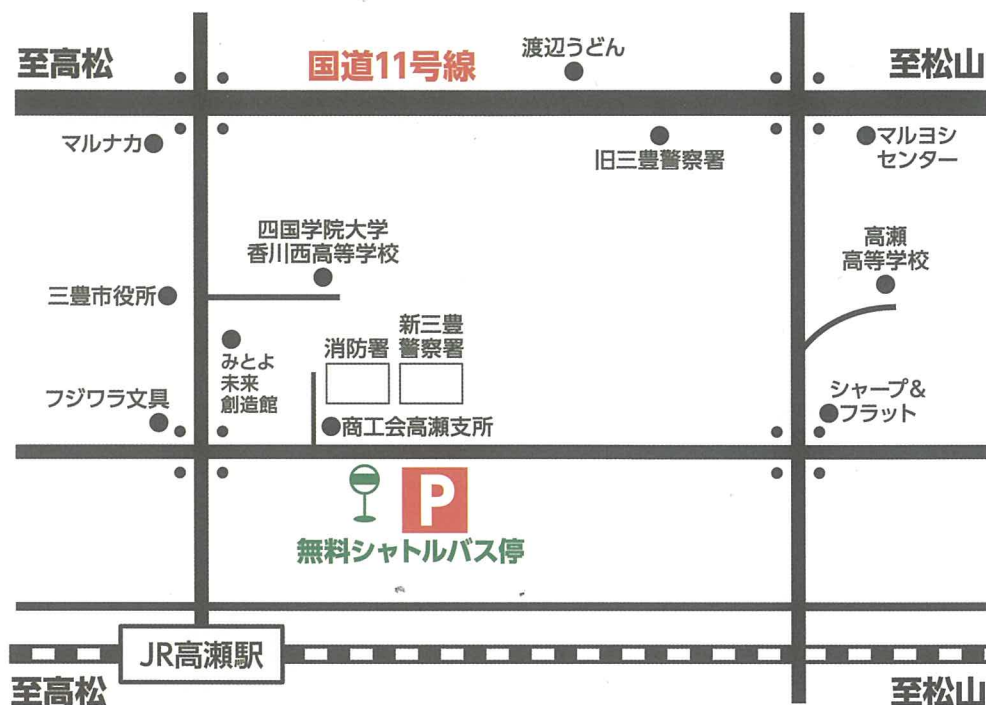 至高松
国道11号線
渡辺うどん
至松山
マルナカ
旧三豊警察署
マルヨシ
センター
四国学院大学
香川西高等学校
高瀬
高等学校
三豊市役所
みとよ
未来
創造館
消防署
新三豊
警察署
フジワラ文具
商工会高瀬支所
シャープ&
フラット
P
無料シャトルバス停
JR高瀬駅
至高松
至松山